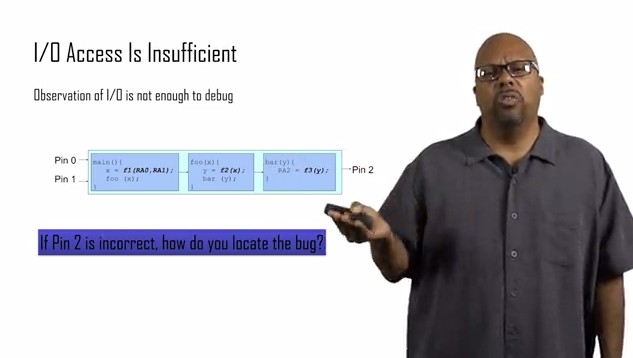 I/O Access Is Insufficient
Observation of I/O is not enough to debug
Pin 0
Pin 1
main(){
x = f1(RA0,RA1);
foo (x);
}
foo(x){
y = f2(x);
bar (y);
}
bar(y){
RA2 = f3(y);
}
Pin 2
If Pin 2 is incorrect, how do you locate the bug?